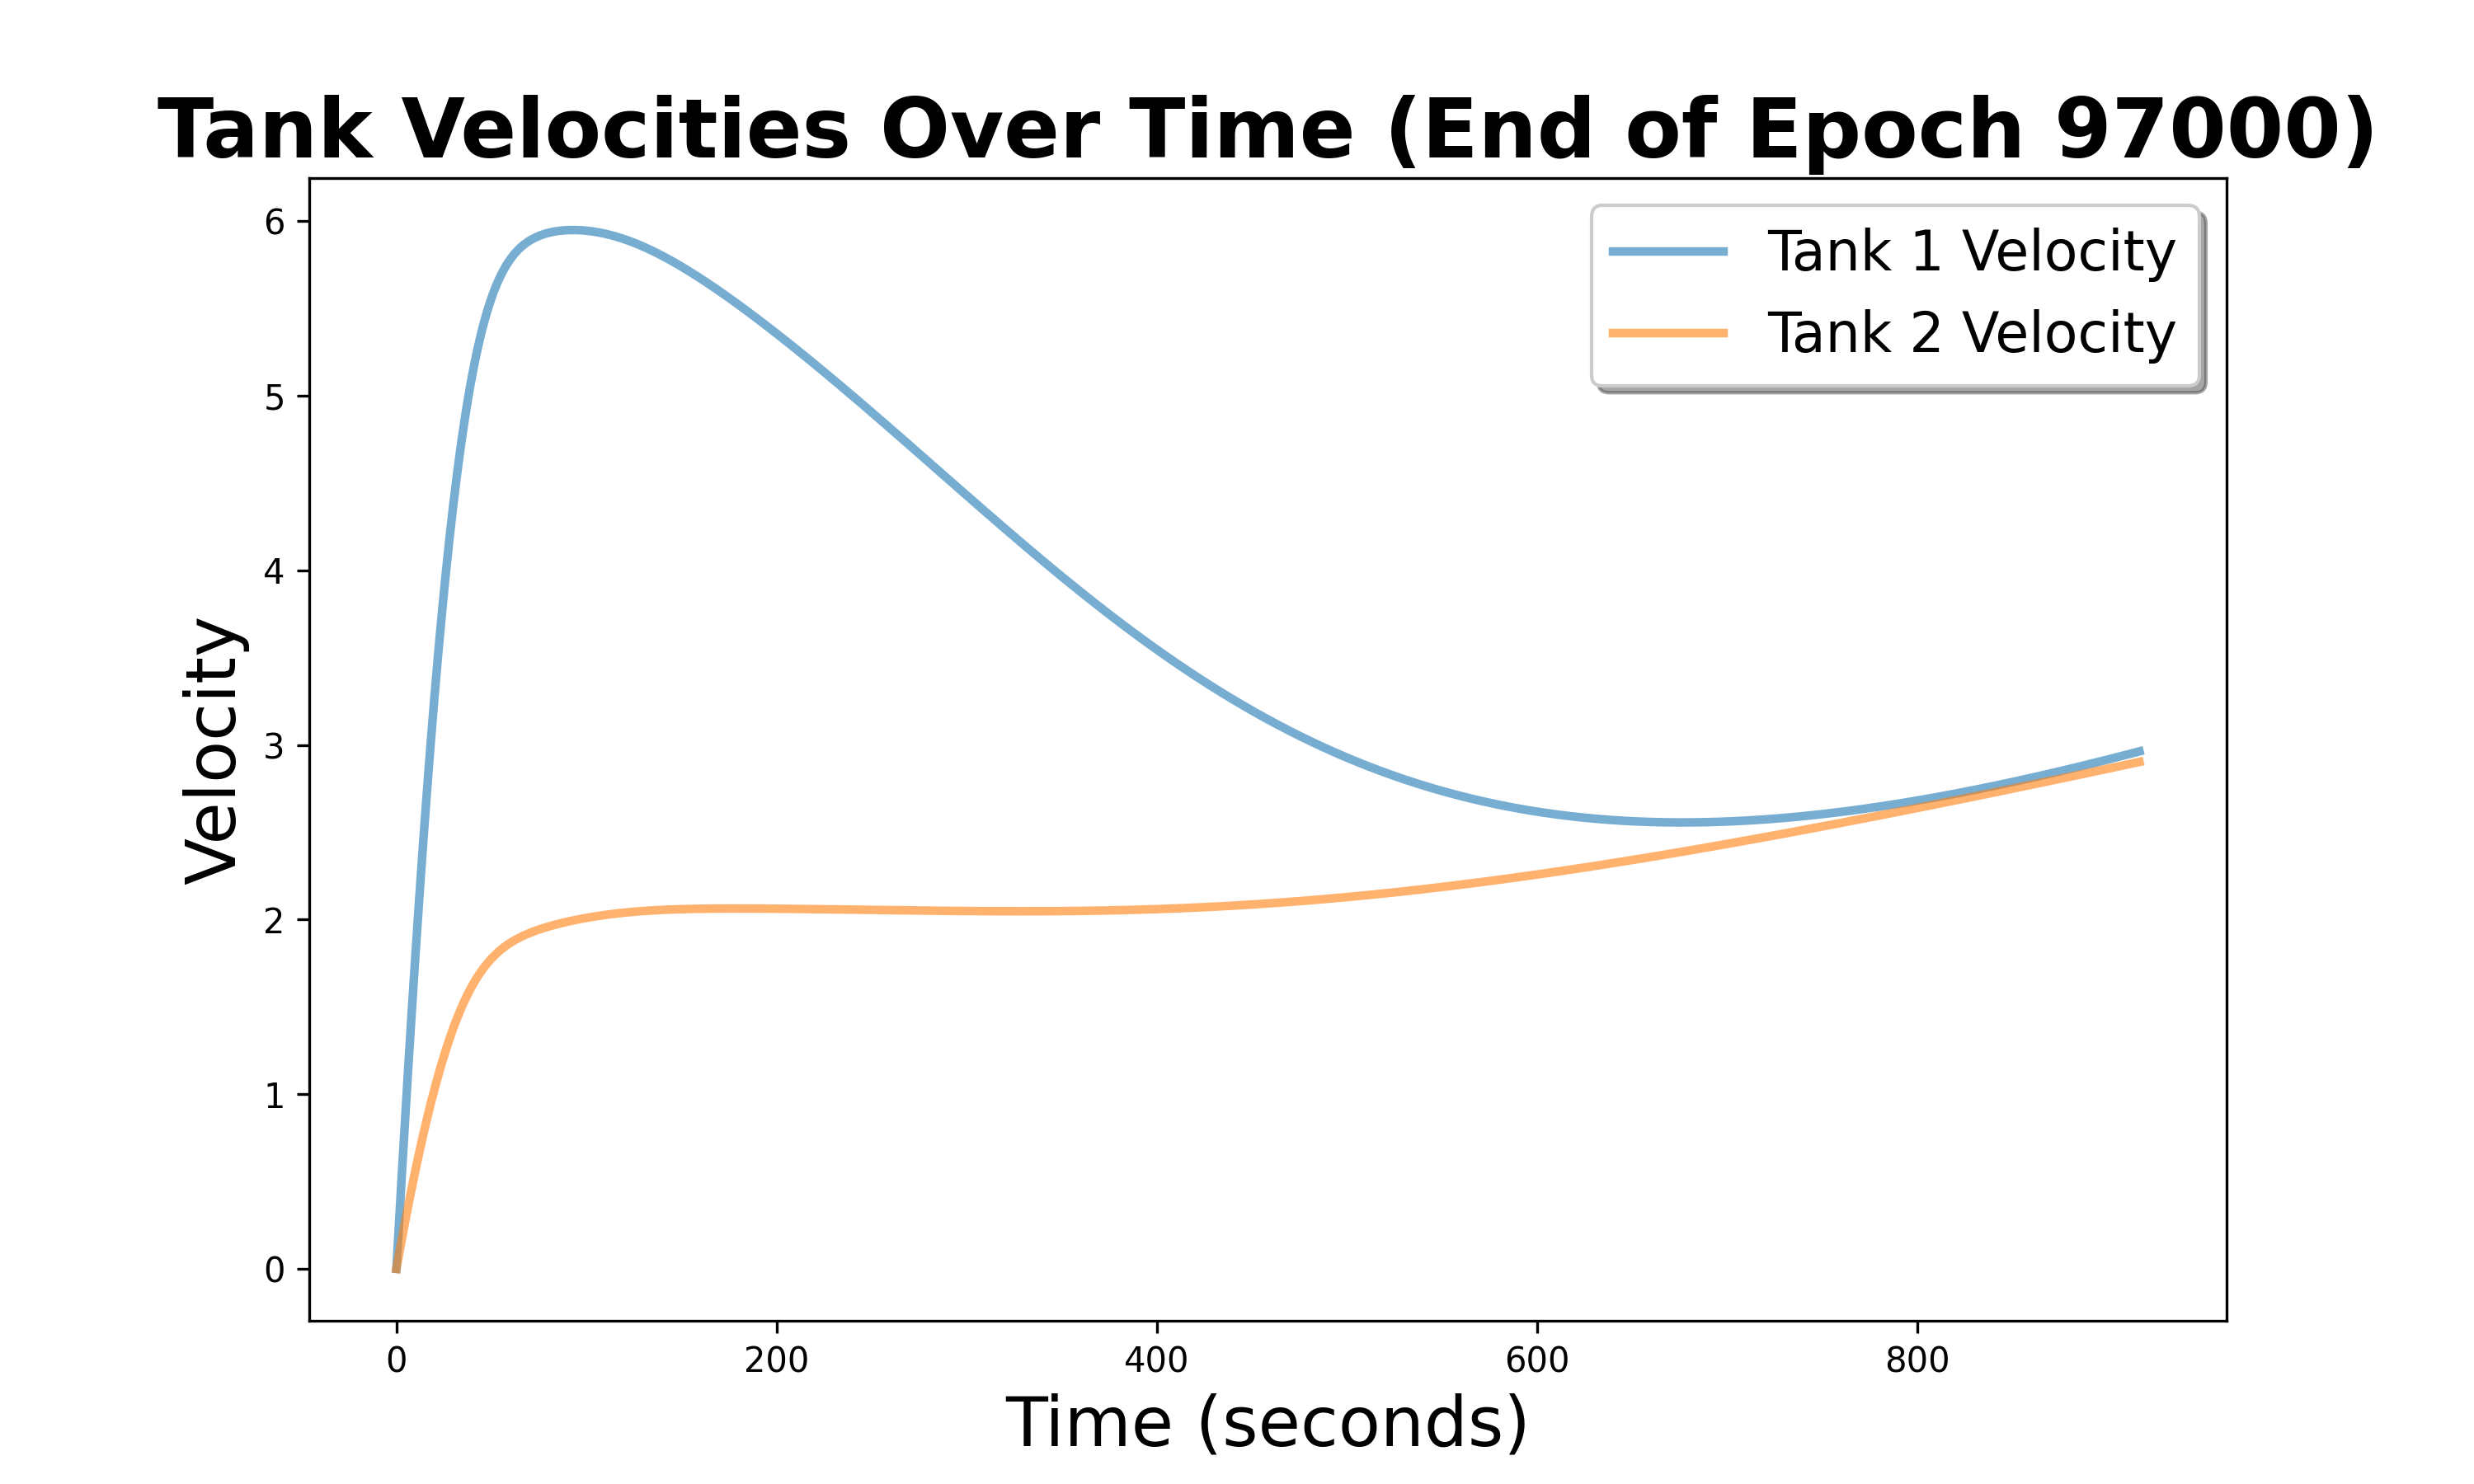 Tank Velocities Over Time (End of Epoch 97000)
Tank 1 Velocity
Tank 2 Velocity
Velocity
6
5
4
3
2
1
0
0 200 400 600 800
Time (seconds)